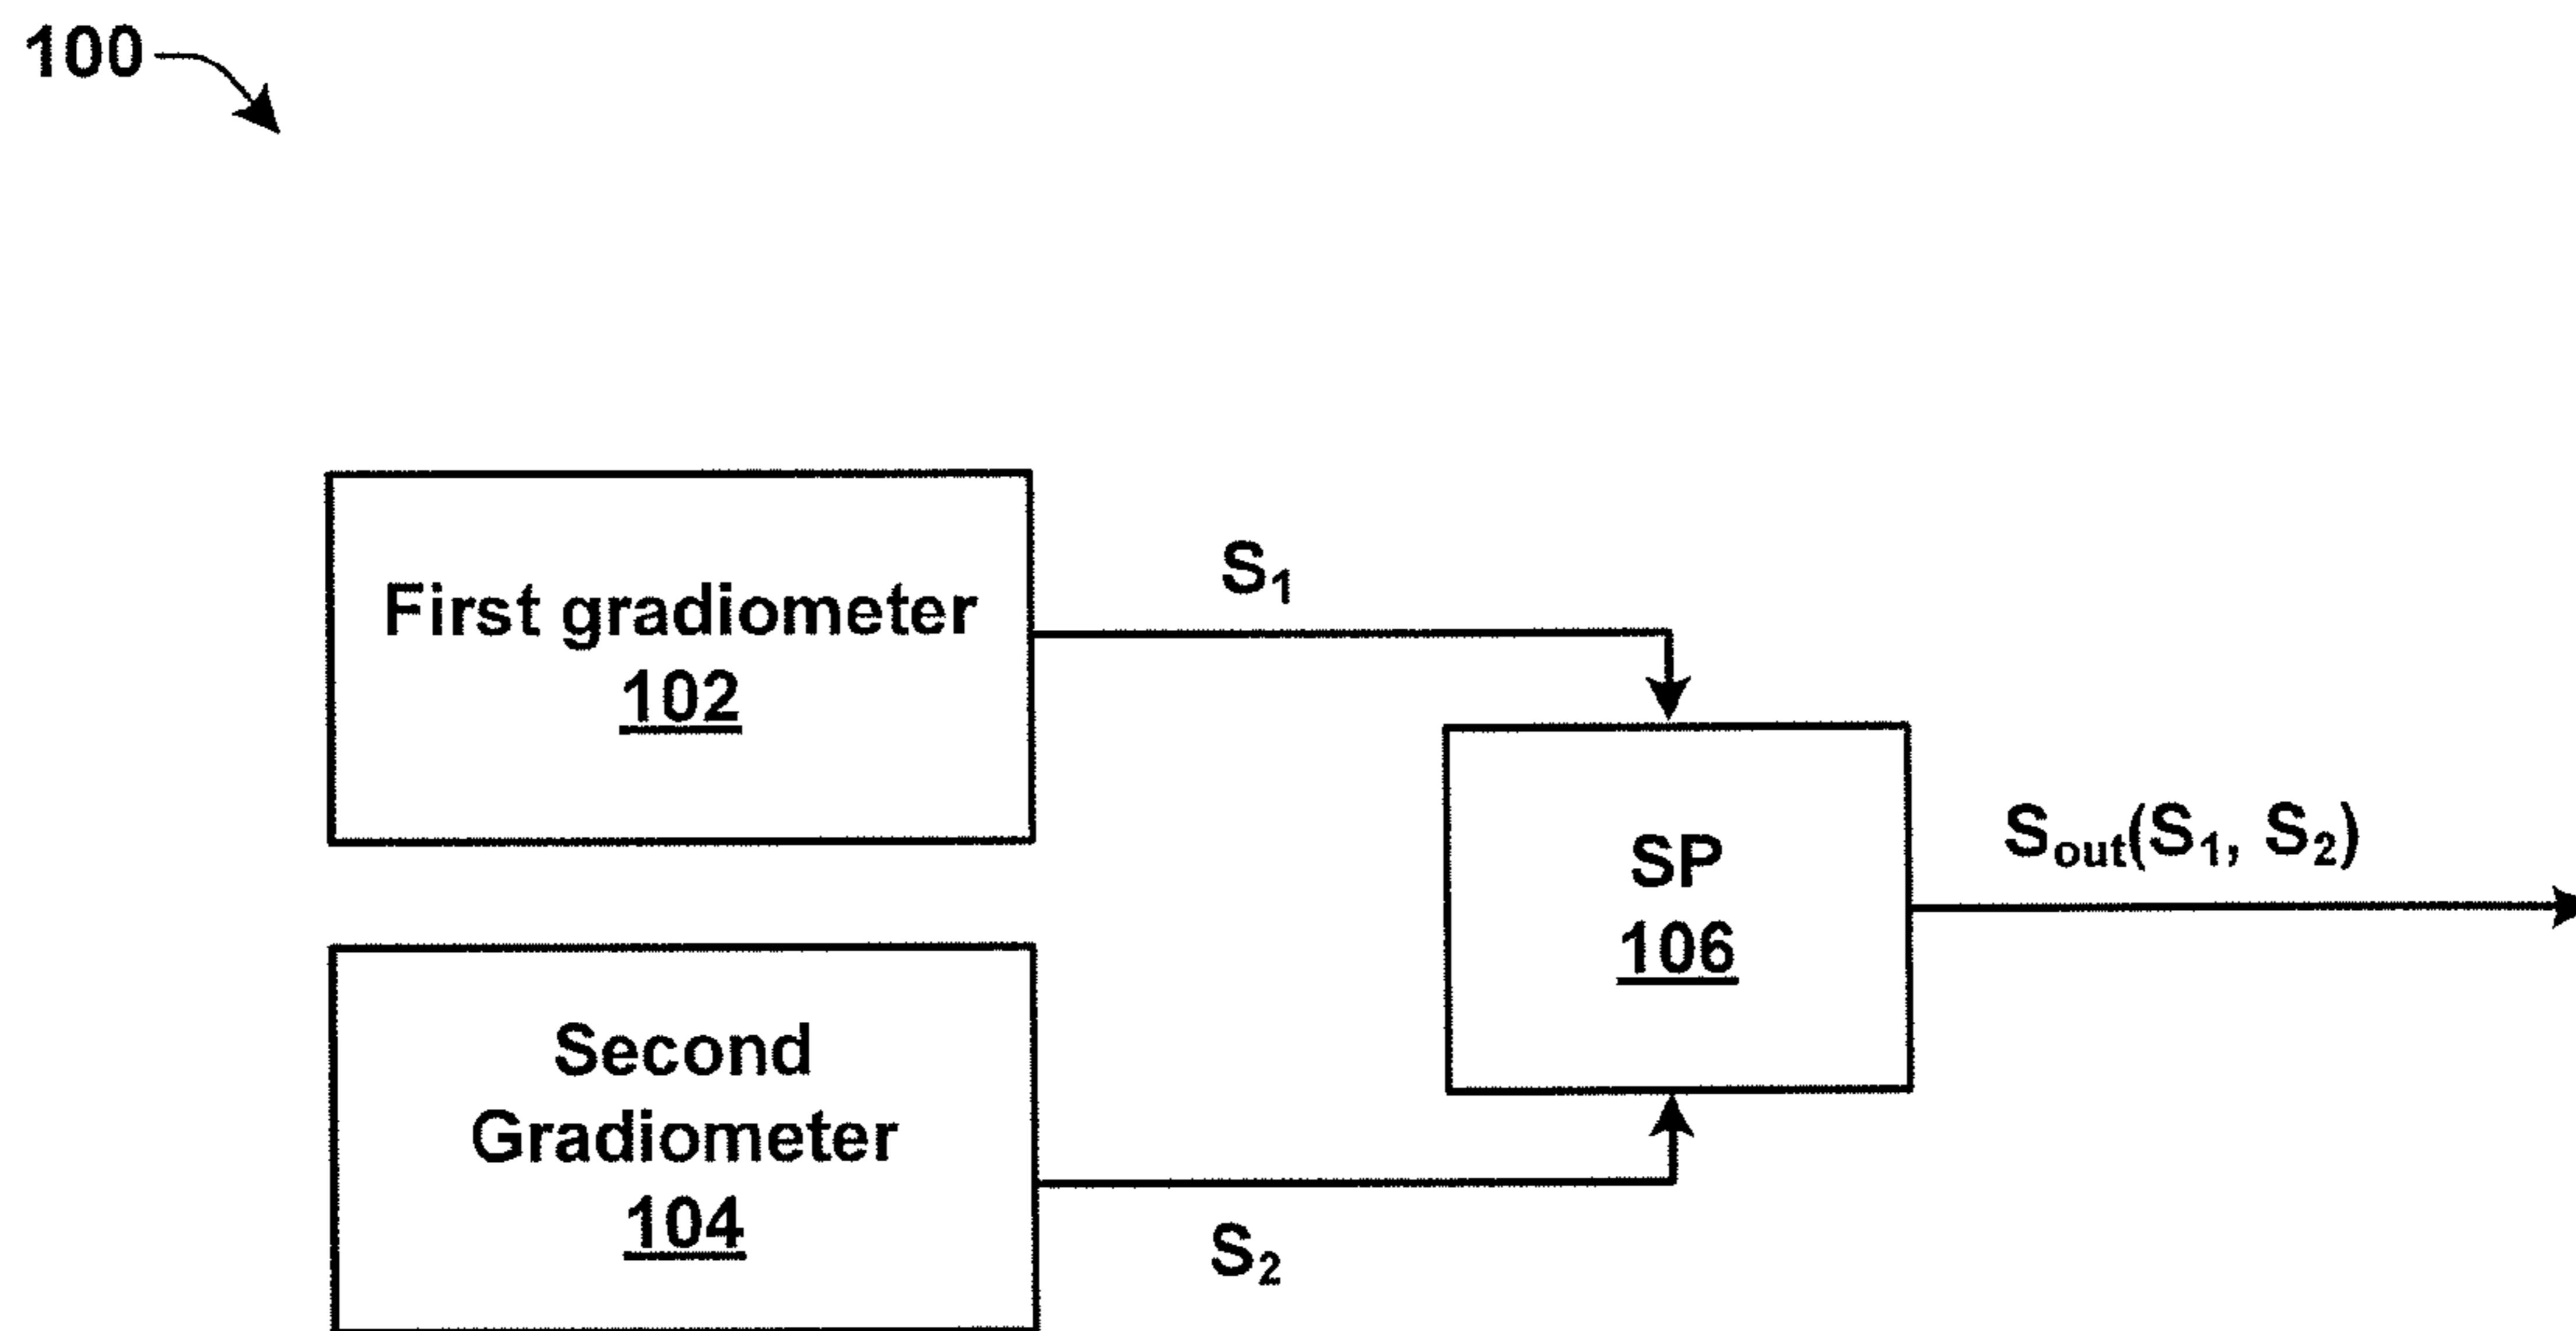 100
First gradiometer
102
S₁
SP
106
Sout(S₁, S₂)
Second
Gradiometer
104
S₂